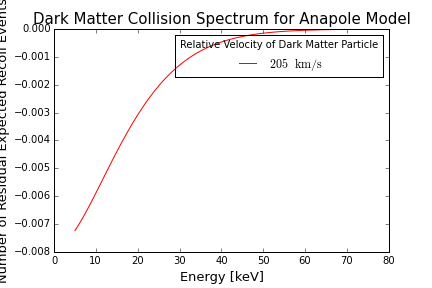 Dark Matter Collision Spectrum for Anapole Model
Number of Residual Expected Recoil Events
0.000
−0.001
−0.002
−0.003
−0.004
−0.005
−0.006
−0.007
−0.008
Relative Velocity of Dark Matter Particle
205 km/s
0 10 20 30 40 50 60 70 80
Energy [keV]